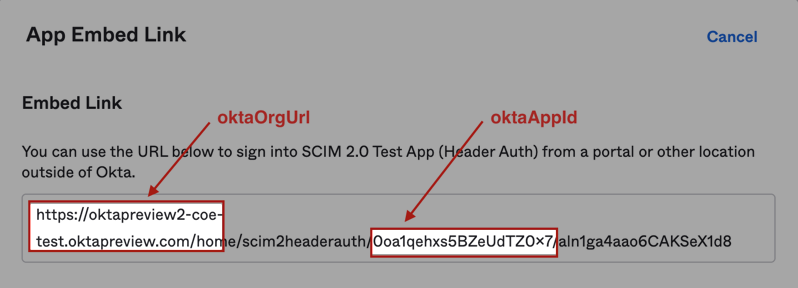 App Embed Link
Cancel
Embed Link
oktaOrgUrl
oktaAppId
You can use the URL below to sign into SCIM 2.0 Test App (Header Auth) from a portal or other location
outside of Okta.
https://oktapreview2-coe-
test.oktapreview.com/home/scim2headerauth/0oa1qehxs5BZeUdTZ0x7/aln1ga4aao6CAKSeX1d8